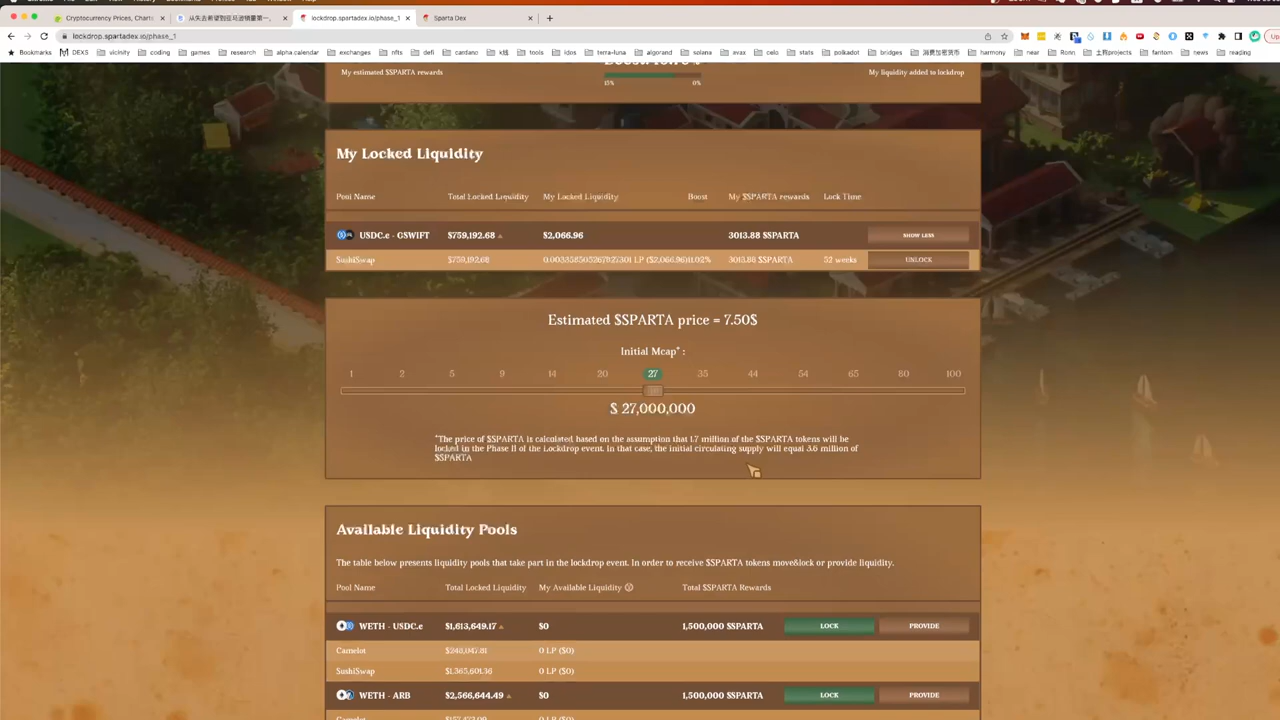 Cryptocurrency Prices, Charts
lockdrop.spartadex.io/phase_1
Sparta Dex
lockdrop.spartadex.io/phase_1
Bookmarks DEXS vickity coding games research alpha calendar exchanges nfts defi cardano tools idos terra-luna algorand solana avax celo stats polkadot bridges harmony near Ronn fantom news reading
My estimated $SPARTA rewards
15% 0%
My liquidity added to lockdrop
My Locked Liquidity
Pool Name Total Locked Liquidity My Locked Liquidity Boost My $SPARTA rewards Lock Time
USDC.e - GSWIFT $759,192.68 $2,066.96 3013.88 $SPARTA SHOW LESS
SushiSwap $759,192.68 3013.88 $SPARTA 52 weeks UNLOCK
Estimated $SPARTA price = 7.50$
Initial Mcap* :
1 2 5 9 14 20 27 35 44 54 65 80 100
$ 27,000,000
*The price of $SPARTA is calculated based on the assumption that 1.7 million of the $SPARTA tokens will be
locked in the Phase II of the Lockdrop event. In that case, the initial circulating supply will equal 3.6 million of
$SPARTA
Available Liquidity Pools
The table below presents liquidity pools that take part in the lockdrop event. In order to receive $SPARTA tokens move&lock or provide liquidity.
Pool Name Total Locked Liquidity My Available Liquidity Total $SPARTA Rewards
WETH - USDC.e $1,613,649.17 $0 1,500,000 $SPARTA LOCK PROVIDE
Camelot 0 LP ($0)
SushiSwap $1,365,601.36 0 LP ($0)
WETH - ARB $2,566,644.49 $0 1,500,000 $SPARTA LOCK PROVIDE